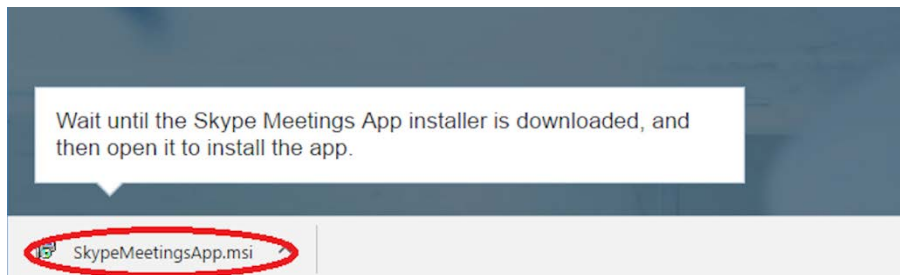 Wait until the Skype Meetings App installer is downloaded, and
then open it to install the app.
SkypeMeetingsApp.msi